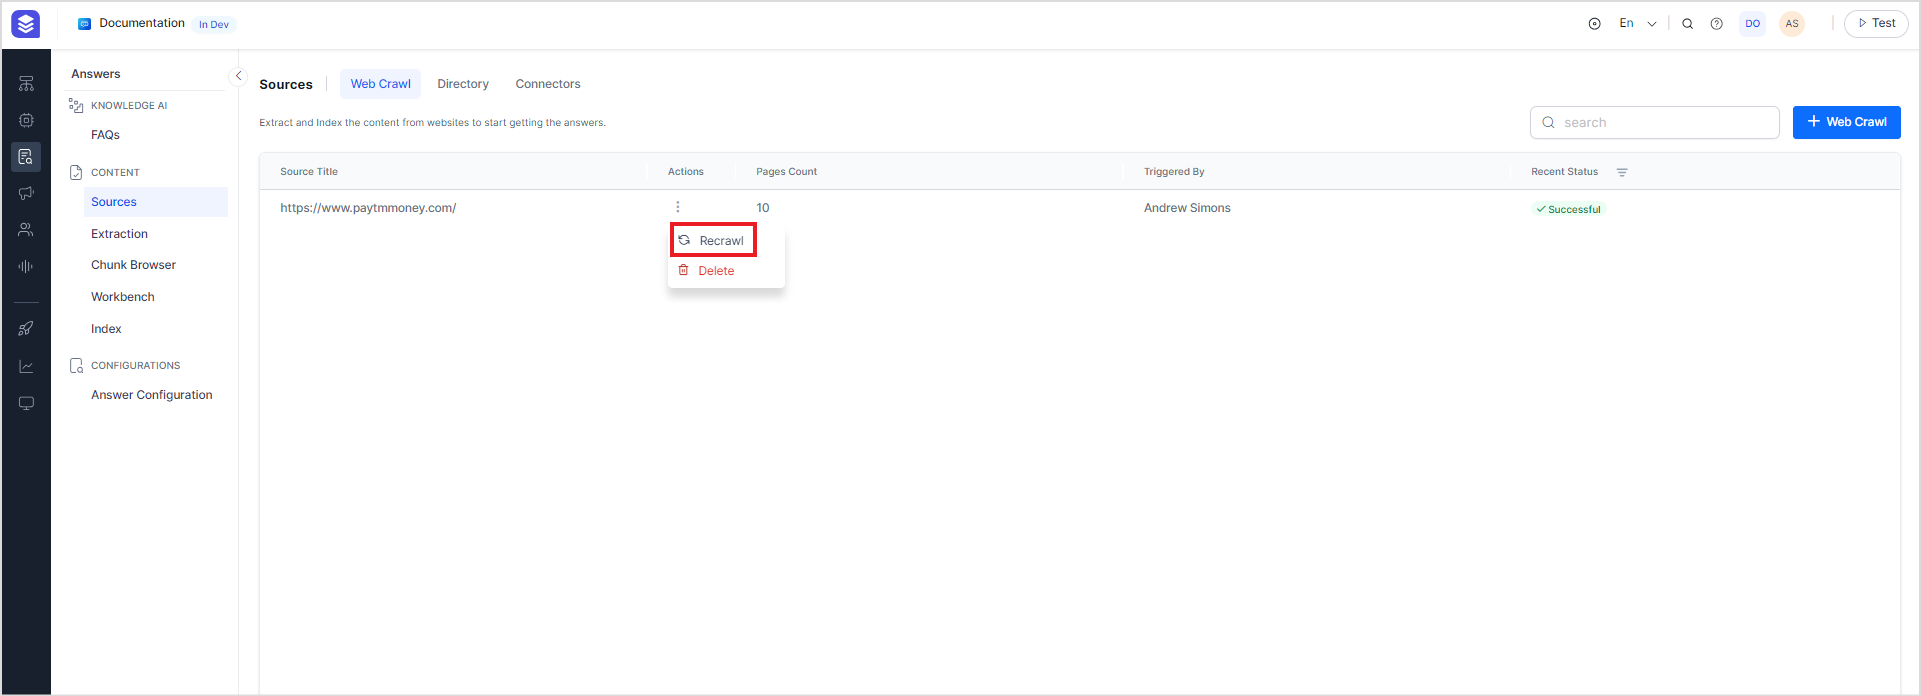 Documentation In Dev
En
DO
AS
Test
Answers
KNOWLEDGE AI
FAQs
CONTENT
Sources
Extraction
Chunk Browser
Workbench
Index
CONFIGURATIONS
Answer Configuration
Sources
Web Crawl
Directory
Connectors
Extract and Index the content from websites to start getting the answers.
search
Web Crawl
Source Title
Actions
Pages Count
Triggered By
Recent Status
https://www.paytmmoney.com/
10
Andrew Simons
Successful
Recrawl
Delete